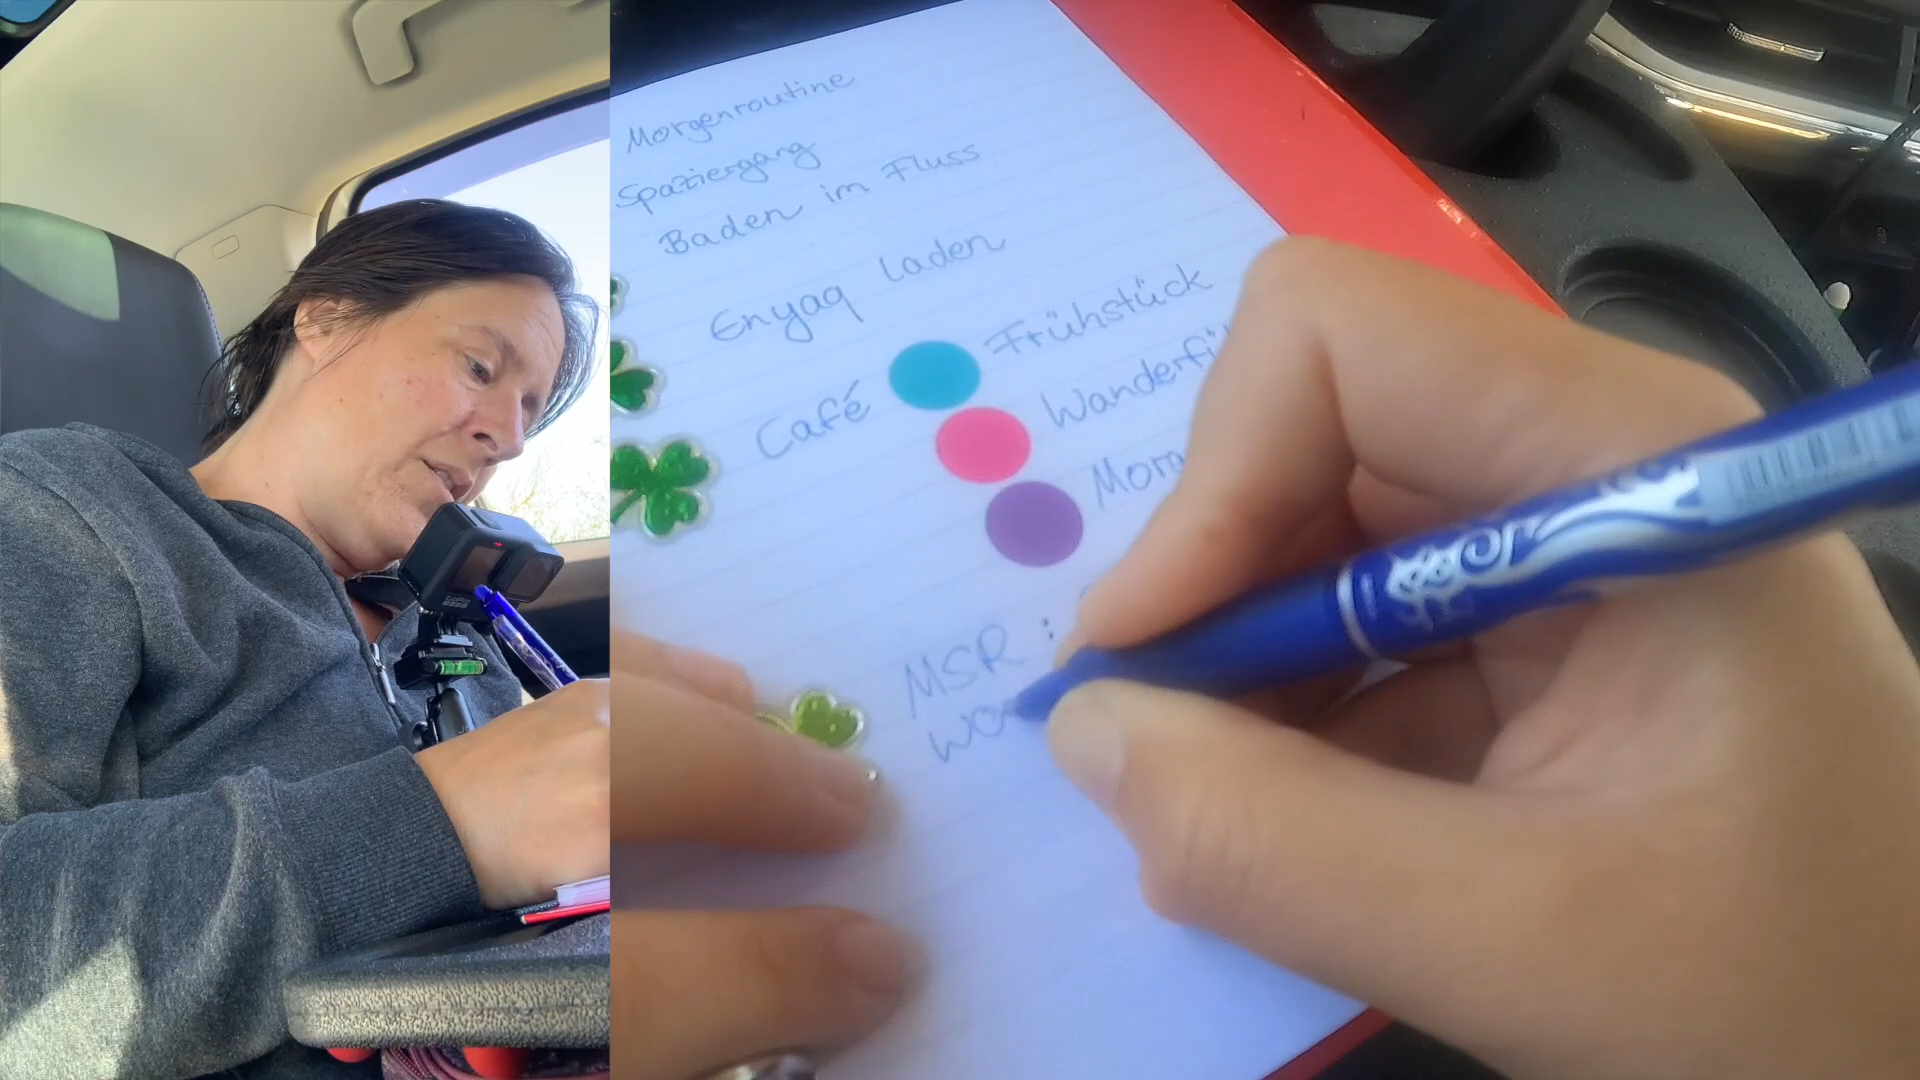 Morgenroutine
Spaziergang
Baden im Fluss
Enyaq laden
Café
Frühstück
MSR :